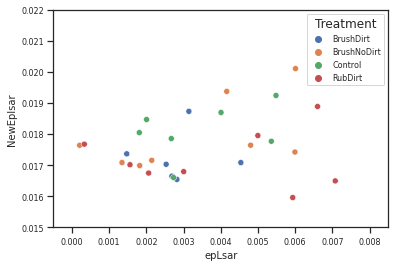 Treatment
BrushDirt
BrushNoDirt
Control
RubDirt
0.022
0.021
0.020
0.019
0.018
0.017
0.016
0.015
NewEplsar
0.000 0.001 0.002 0.003 0.004 0.005 0.006 0.007 0.008
epLsar